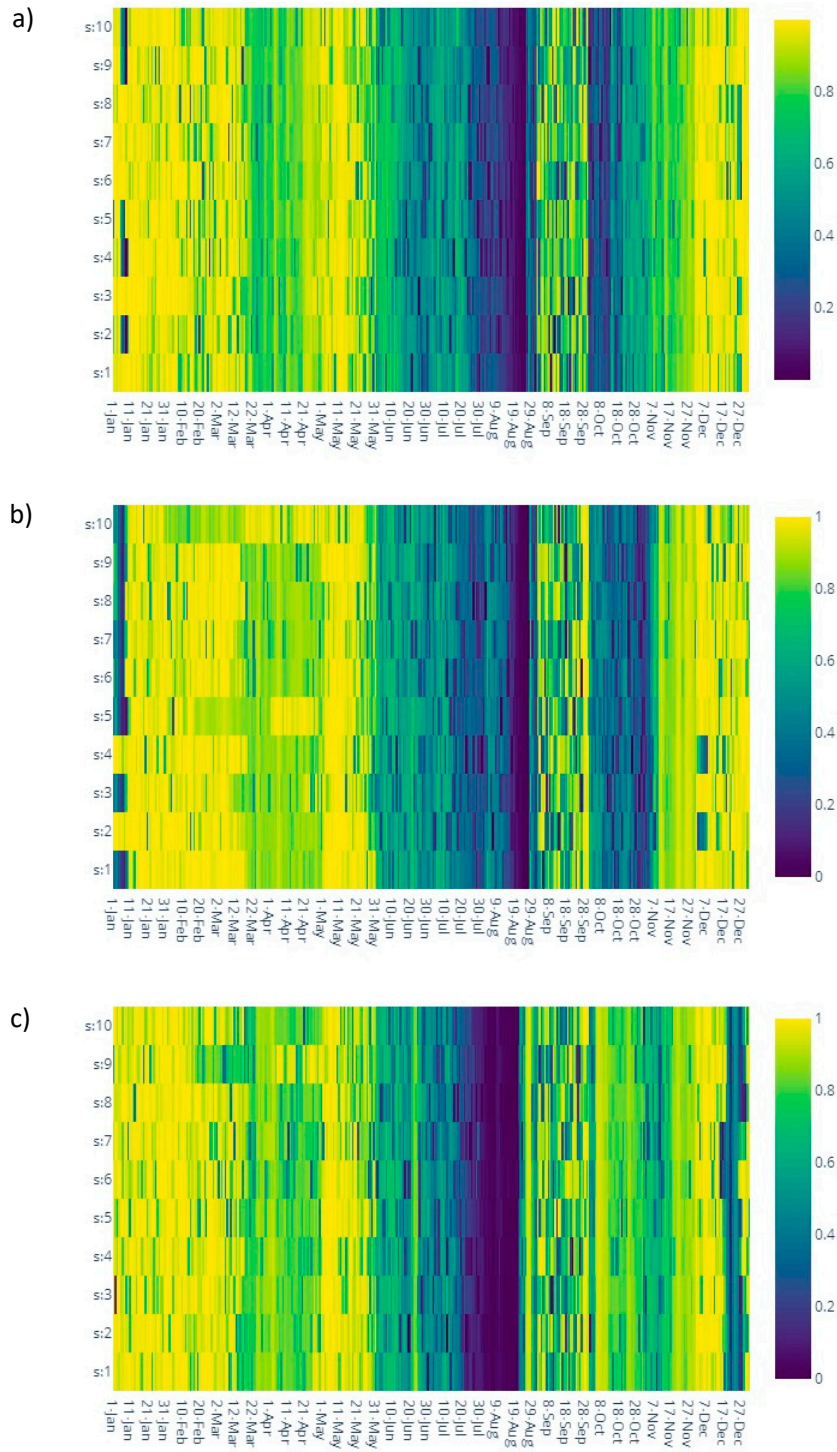 a)
s:10
s:9
s:8
s:7
s:6
s:5
s:4
s:3
s:2
s:1
1-Jan
11-Jan
21-Jan
31-Jan
10-Feb
20-Feb
2-Mar
12-Mar
22-Mar
1-Apr
11-Apr
21-Apr
1-May
11-May
21-May
31-May
10-Jun
20-Jun
30-Jun
10-Jul
20-Jul
30-Jul
9-Aug
19-Aug
29-Aug
8-Sep
18-Sep
28-Sep
8-Oct
18-Oct
28-Oct
7-Nov
17-Nov
27-Nov
7-Dec
17-Dec
27-Dec
0.8
0.6
0.4
0.2
b)
s:10
s:9
s:8
s:7
s:6
s:5
s:4
s:3
s:2
s:1
1-Jan
11-Jan
21-Jan
31-Jan
10-Feb
20-Feb
2-Mar
12-Mar
22-Mar
1-Apr
11-Apr
21-Apr
1-May
11-May
21-May
31-May
10-Jun
20-Jun
30-Jun
10-Jul
20-Jul
30-Jul
9-Aug
19-Aug
29-Aug
8-Sep
18-Sep
28-Sep
8-Oct
18-Oct
28-Oct
7-Nov
17-Nov
27-Nov
7-Dec
17-Dec
27-Dec
1
0.8
0.6
0.4
0.2
0
c)
s:10
s:9
s:8
s:7
s:6
s:5
s:4
s:3
s:2
s:1
1-Jan
11-Jan
21-Jan
31-Jan
10-Feb
20-Feb
2-Mar
12-Mar
22-Mar
1-Apr
11-Apr
21-Apr
1-May
11-May
21-May
31-May
10-Jun
20-Jun
30-Jun
10-Jul
20-Jul
30-Jul
9-Aug
19-Aug
29-Aug
8-Sep
18-Sep
28-Sep
8-Oct
18-Oct
28-Oct
7-Nov
17-Nov
27-Nov
7-Dec
17-Dec
27-Dec
1
0.8
0.6
0.4
0.2
0